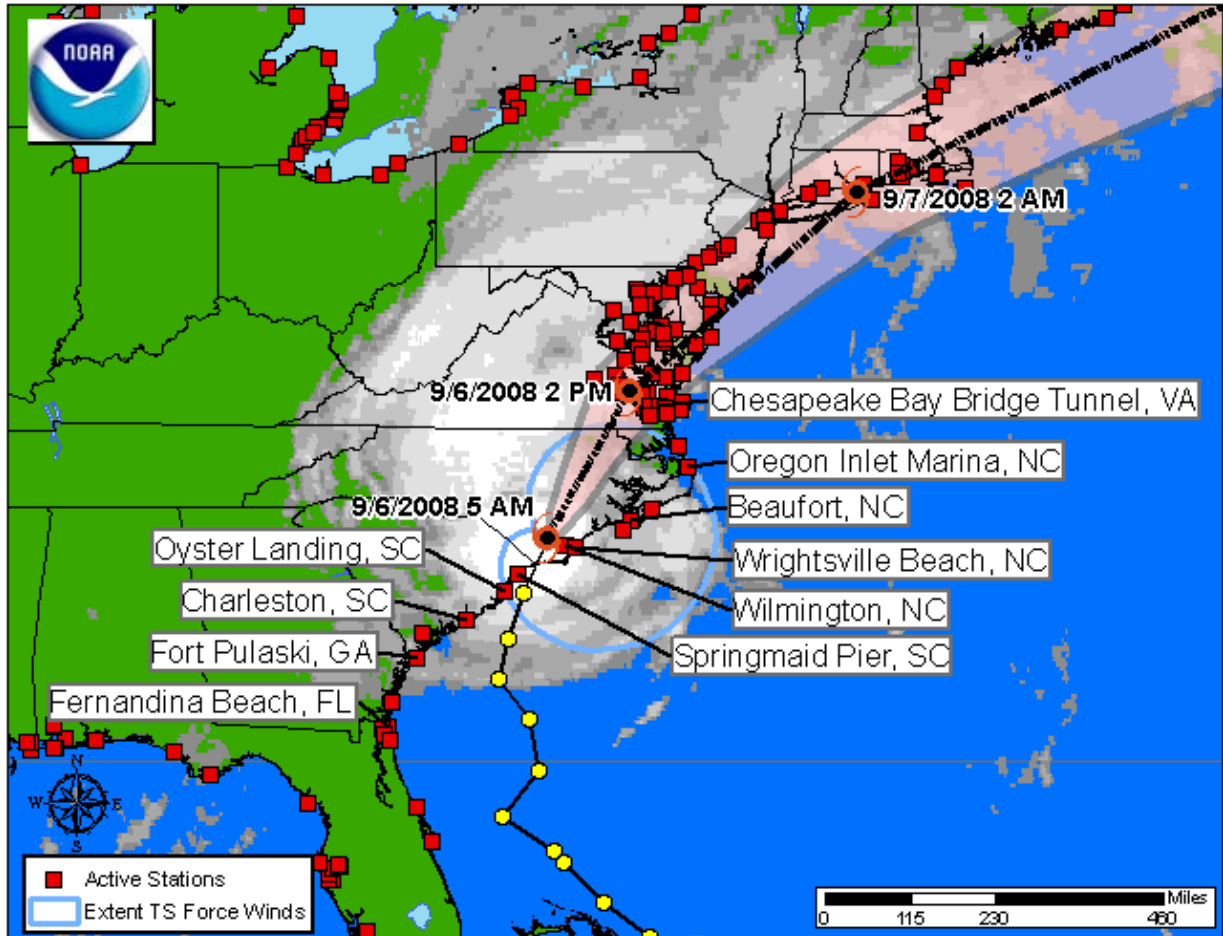 NOAA
9/7/2008 2 AM
9/6/2008 2 PM
Chesapeake Bay Bridge Tunnel, VA
Oregon Inlet Marina, NC
9/6/2008 5 AM
Beaufort, NC
Oyster Landing, SC
Wrightsville Beach, NC
Charleston, SC
Wilmington, NC
Fort Pulaski, GA
Springmaid Pier, SC
Fernandina Beach, FL
N
W
E
S
Active Stations
Extent TS Force Winds
Miles
0 115 230 460